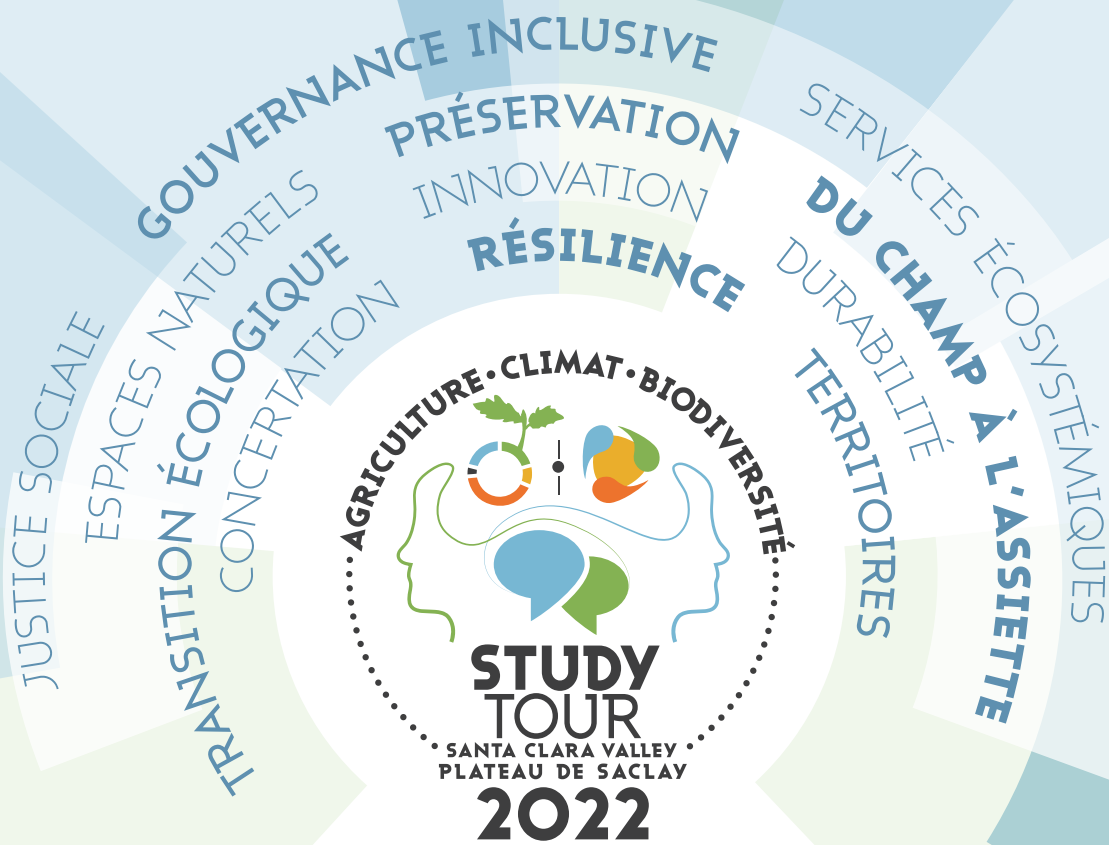 GOUVERNANCE INCLUSIVE
PRÉSERVATION
INNOVATION
RÉSILIENCE
JUSTICE SOCIALE
ESPACES NATURELS
TRANSITION ÉCOLOGIQUE
CONCERTATION
SERVICES ÉCOSYSTÉMIQUES
DU CHAMP À L'ASSIETTE
DURABILITÉ
TERRITOIRES
AGRICULTURE • CLIMAT • BIODIVERSITÉ
STUDY
TOUR
SANTA CLARA VALLEY
PLATEAU DE SACLAY
2022